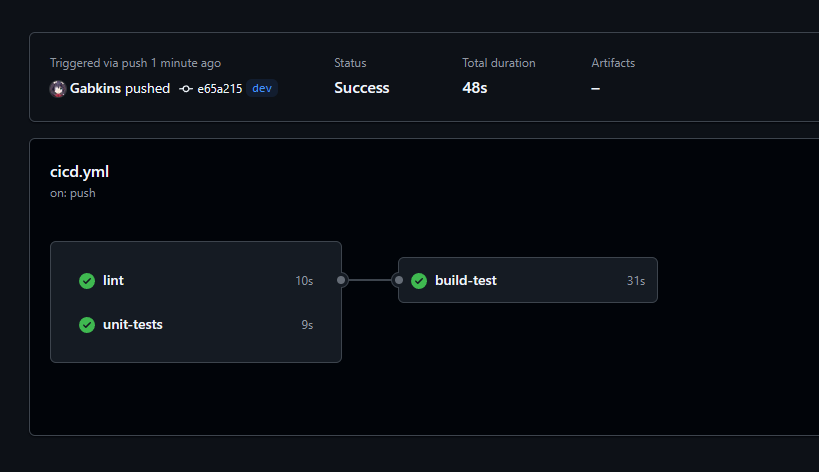 Triggered via push 1 minute ago
Status
Total duration
Artifacts
Gabkins pushed e65a215 dev
Success
48s
–
cicd.yml
on: push
lint 10s
unit-tests 9s
build-test 31s